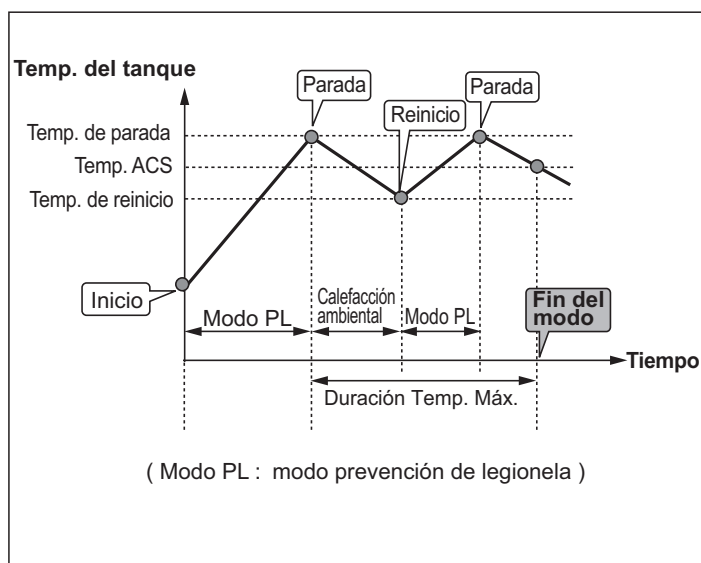 Temp. del tanque
Parada
Parada
Reinicio
Temp. de parada
Temp. ACS
Temp. de reinicio
Inicio
Modo PL
Calefacción
ambiental
Modo PL
Fin del
modo
Tiempo
Duración Temp. Máx.
( Modo PL : modo prevención de legionela )